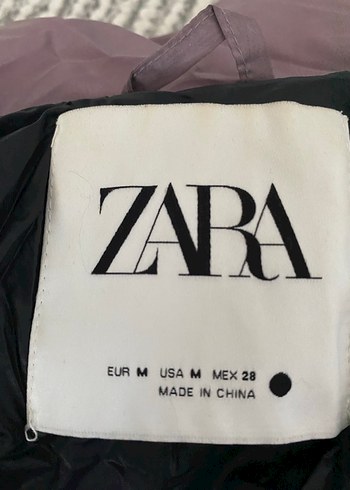 ZARA
EUR M USA M MEX 28
MADE IN CHINA